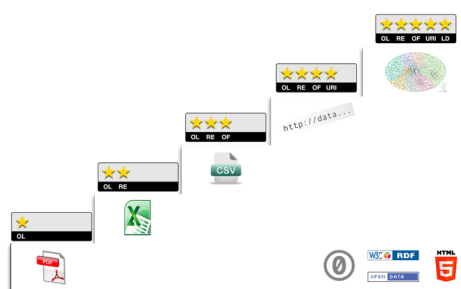 OL RE OF URI LD
OL RE OF URI
http://data...
OL RE OF
CSV
OL RE
OL
PDF
W3C RDF
OPEN DATA
HTML
5
0